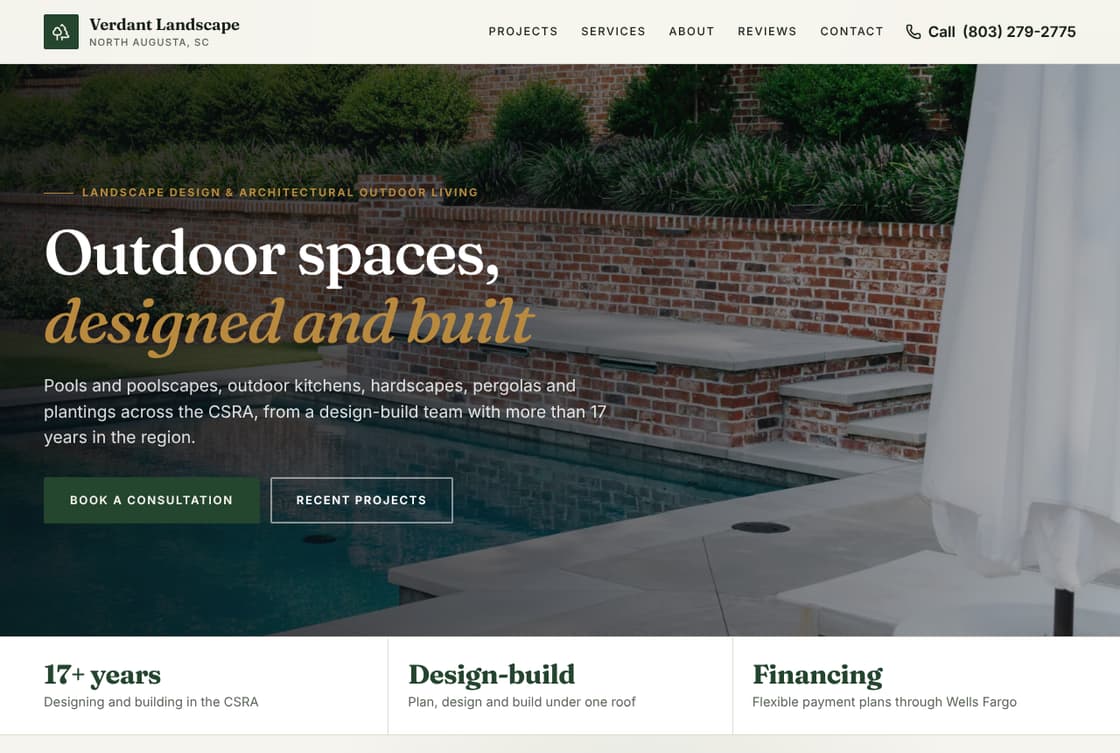 Verdant Landscape
NORTH AUGUSTA, SC
PROJECTS
SERVICES
ABOUT
REVIEWS
CONTACT
Call (803) 279-2775
LANDSCAPE DESIGN & ARCHITECTURAL OUTDOOR LIVING
Outdoor spaces,
designed and built
Pools and poolscapes, outdoor kitchens, hardscapes, pergolas and
plantings across the CSRA, from a design-build team with more than 17
years in the region.
BOOK A CONSULTATION
RECENT PROJECTS
17+ years
Designing and building in the CSRA
Design-build
Plan, design and build under one roof
Financing
Flexible payment plans through Wells Fargo